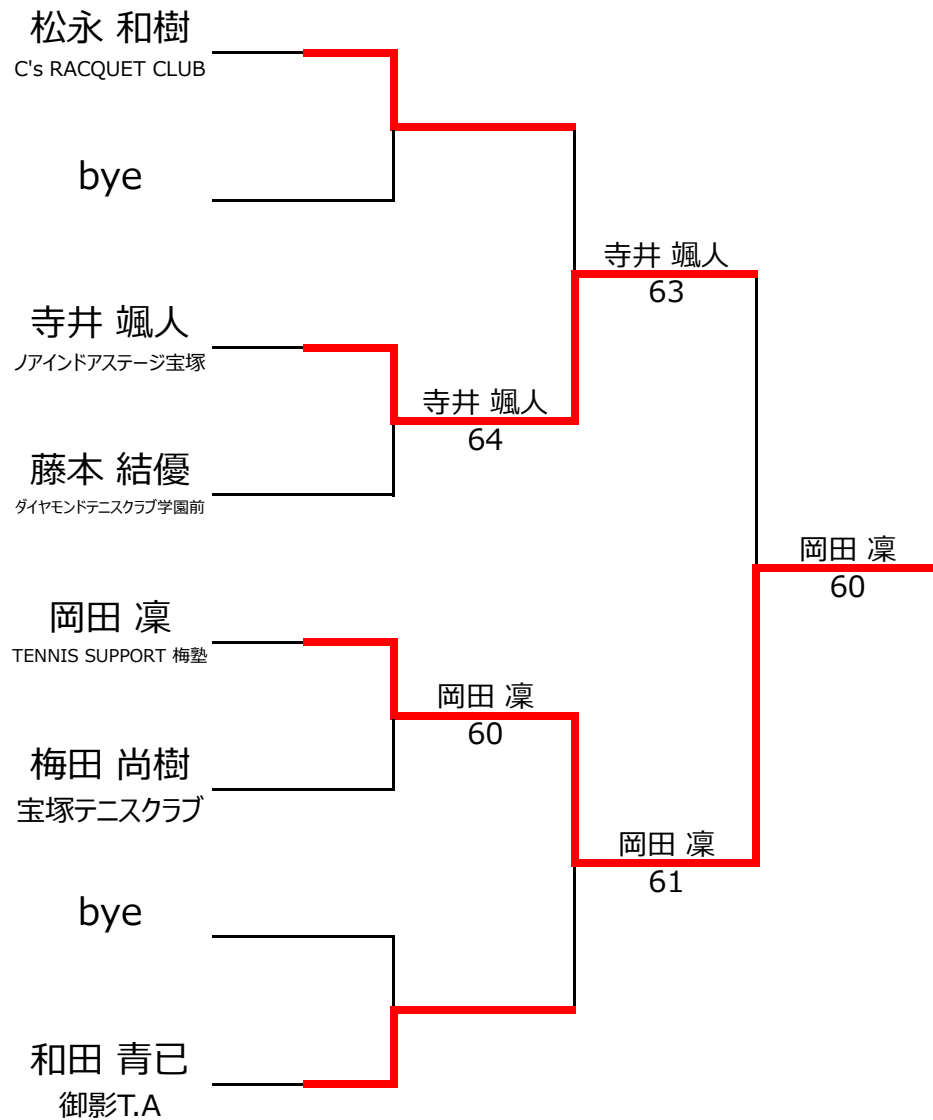 松永 和樹
C's RACQUET CLUB
bye
寺井 颯人
63
寺井 颯人
ノアインドアステージ宝塚
寺井 颯人
64
藤本 結優
ダイヤモンドテニスクラブ学園前
岡田 凜
60
岡田 凜
TENNIS SUPPORT 梅塾
岡田 凜
60
梅田 尚樹
宝塚テニスクラブ
岡田 凜
61
bye
和田 青已
御影T.A